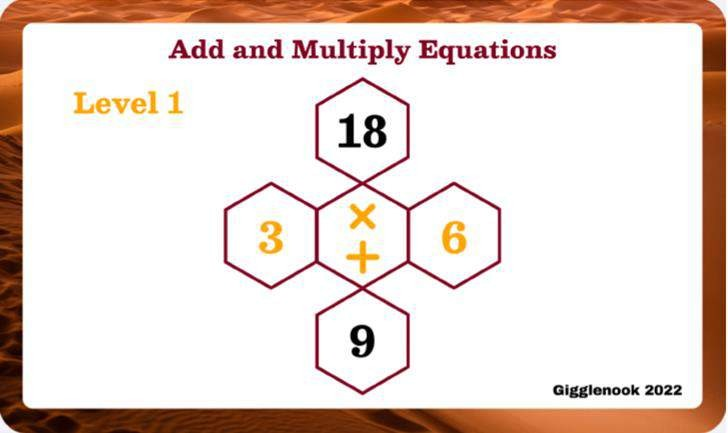 Add and Multiply Equations
Level 1
18
3 × 6
+
9
Gigglenook 2022